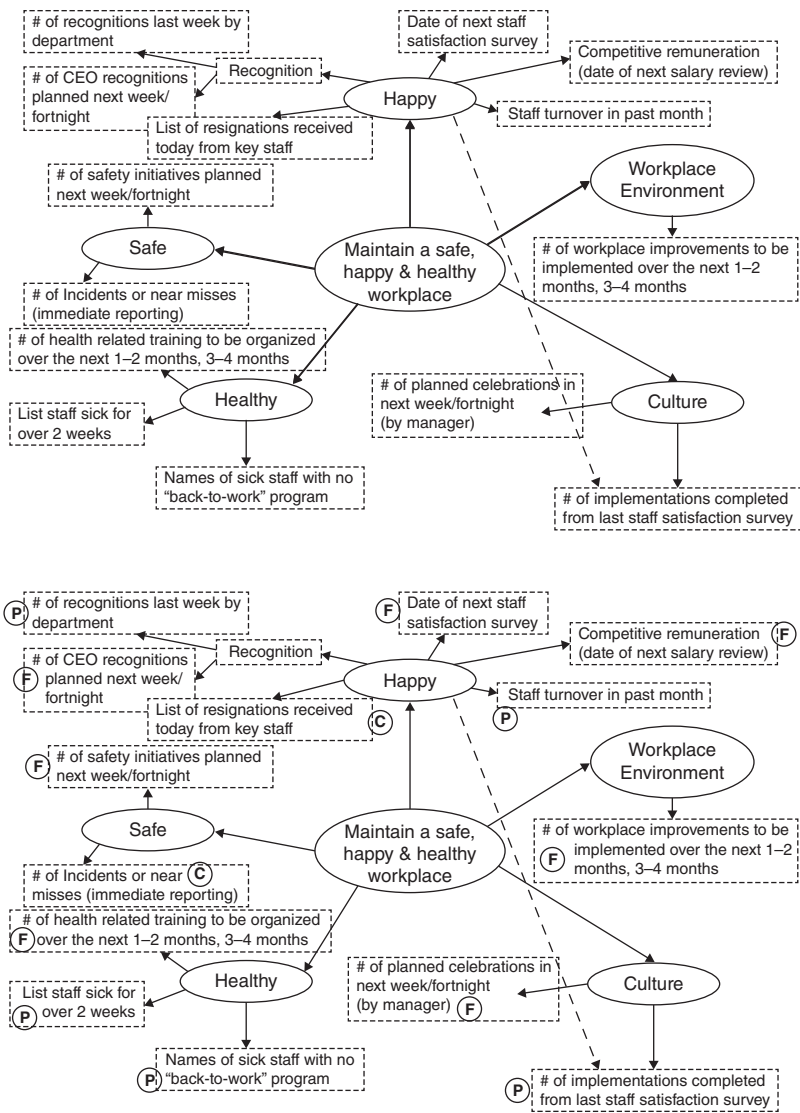 # of recognitions last week by
department
Date of next staff
satisfaction survey
Competitive remuneration
(date of next salary review)
Recognition
# of CEO recognitions
planned next week/
fortnight
Happy
Staff turnover in past month
List of resignations received
today from key staff
# of safety initiatives planned
next week/fortnight
Workplace
Environment
Safe
Maintain a safe,
happy & healthy
workplace
# of workplace improvements to be
implemented over the next 1–2
months, 3–4 months
# of Incidents or near misses
(immediate reporting)
# of health related training to be organized
over the next 1–2 months, 3–4 months
Healthy
# of planned celebrations in
next week/fortnight
(by manager)
Culture
List staff sick for
over 2 weeks
Names of sick staff with no
“back-to-work” program
# of implementations completed
from last staff satisfaction survey
P
# of recognitions last week by
department
F
Date of next staff
satisfaction survey
Competitive remuneration
(date of next salary review)
F
Recognition
F
# of CEO recognitions
planned next week/
fortnight
Happy
Staff turnover in past month
P
List of resignations received
today from key staff
C
F
# of safety initiatives planned
next week/fortnight
Workplace
Environment
Safe
Maintain a safe,
happy & healthy
workplace
# of workplace improvements to be
F implemented over the next 1–2
months, 3–4 months
# of Incidents or near C
misses (immediate reporting)
# of health related training to be organized
F over the next 1–2 months, 3–4 months
Healthy
# of planned celebrations in
next week/fortnight
(by manager) F
Culture
List staff sick for
P over 2 weeks
Names of sick staff with no
P “back-to-work” program
P
# of implementations completed
from last staff satisfaction survey